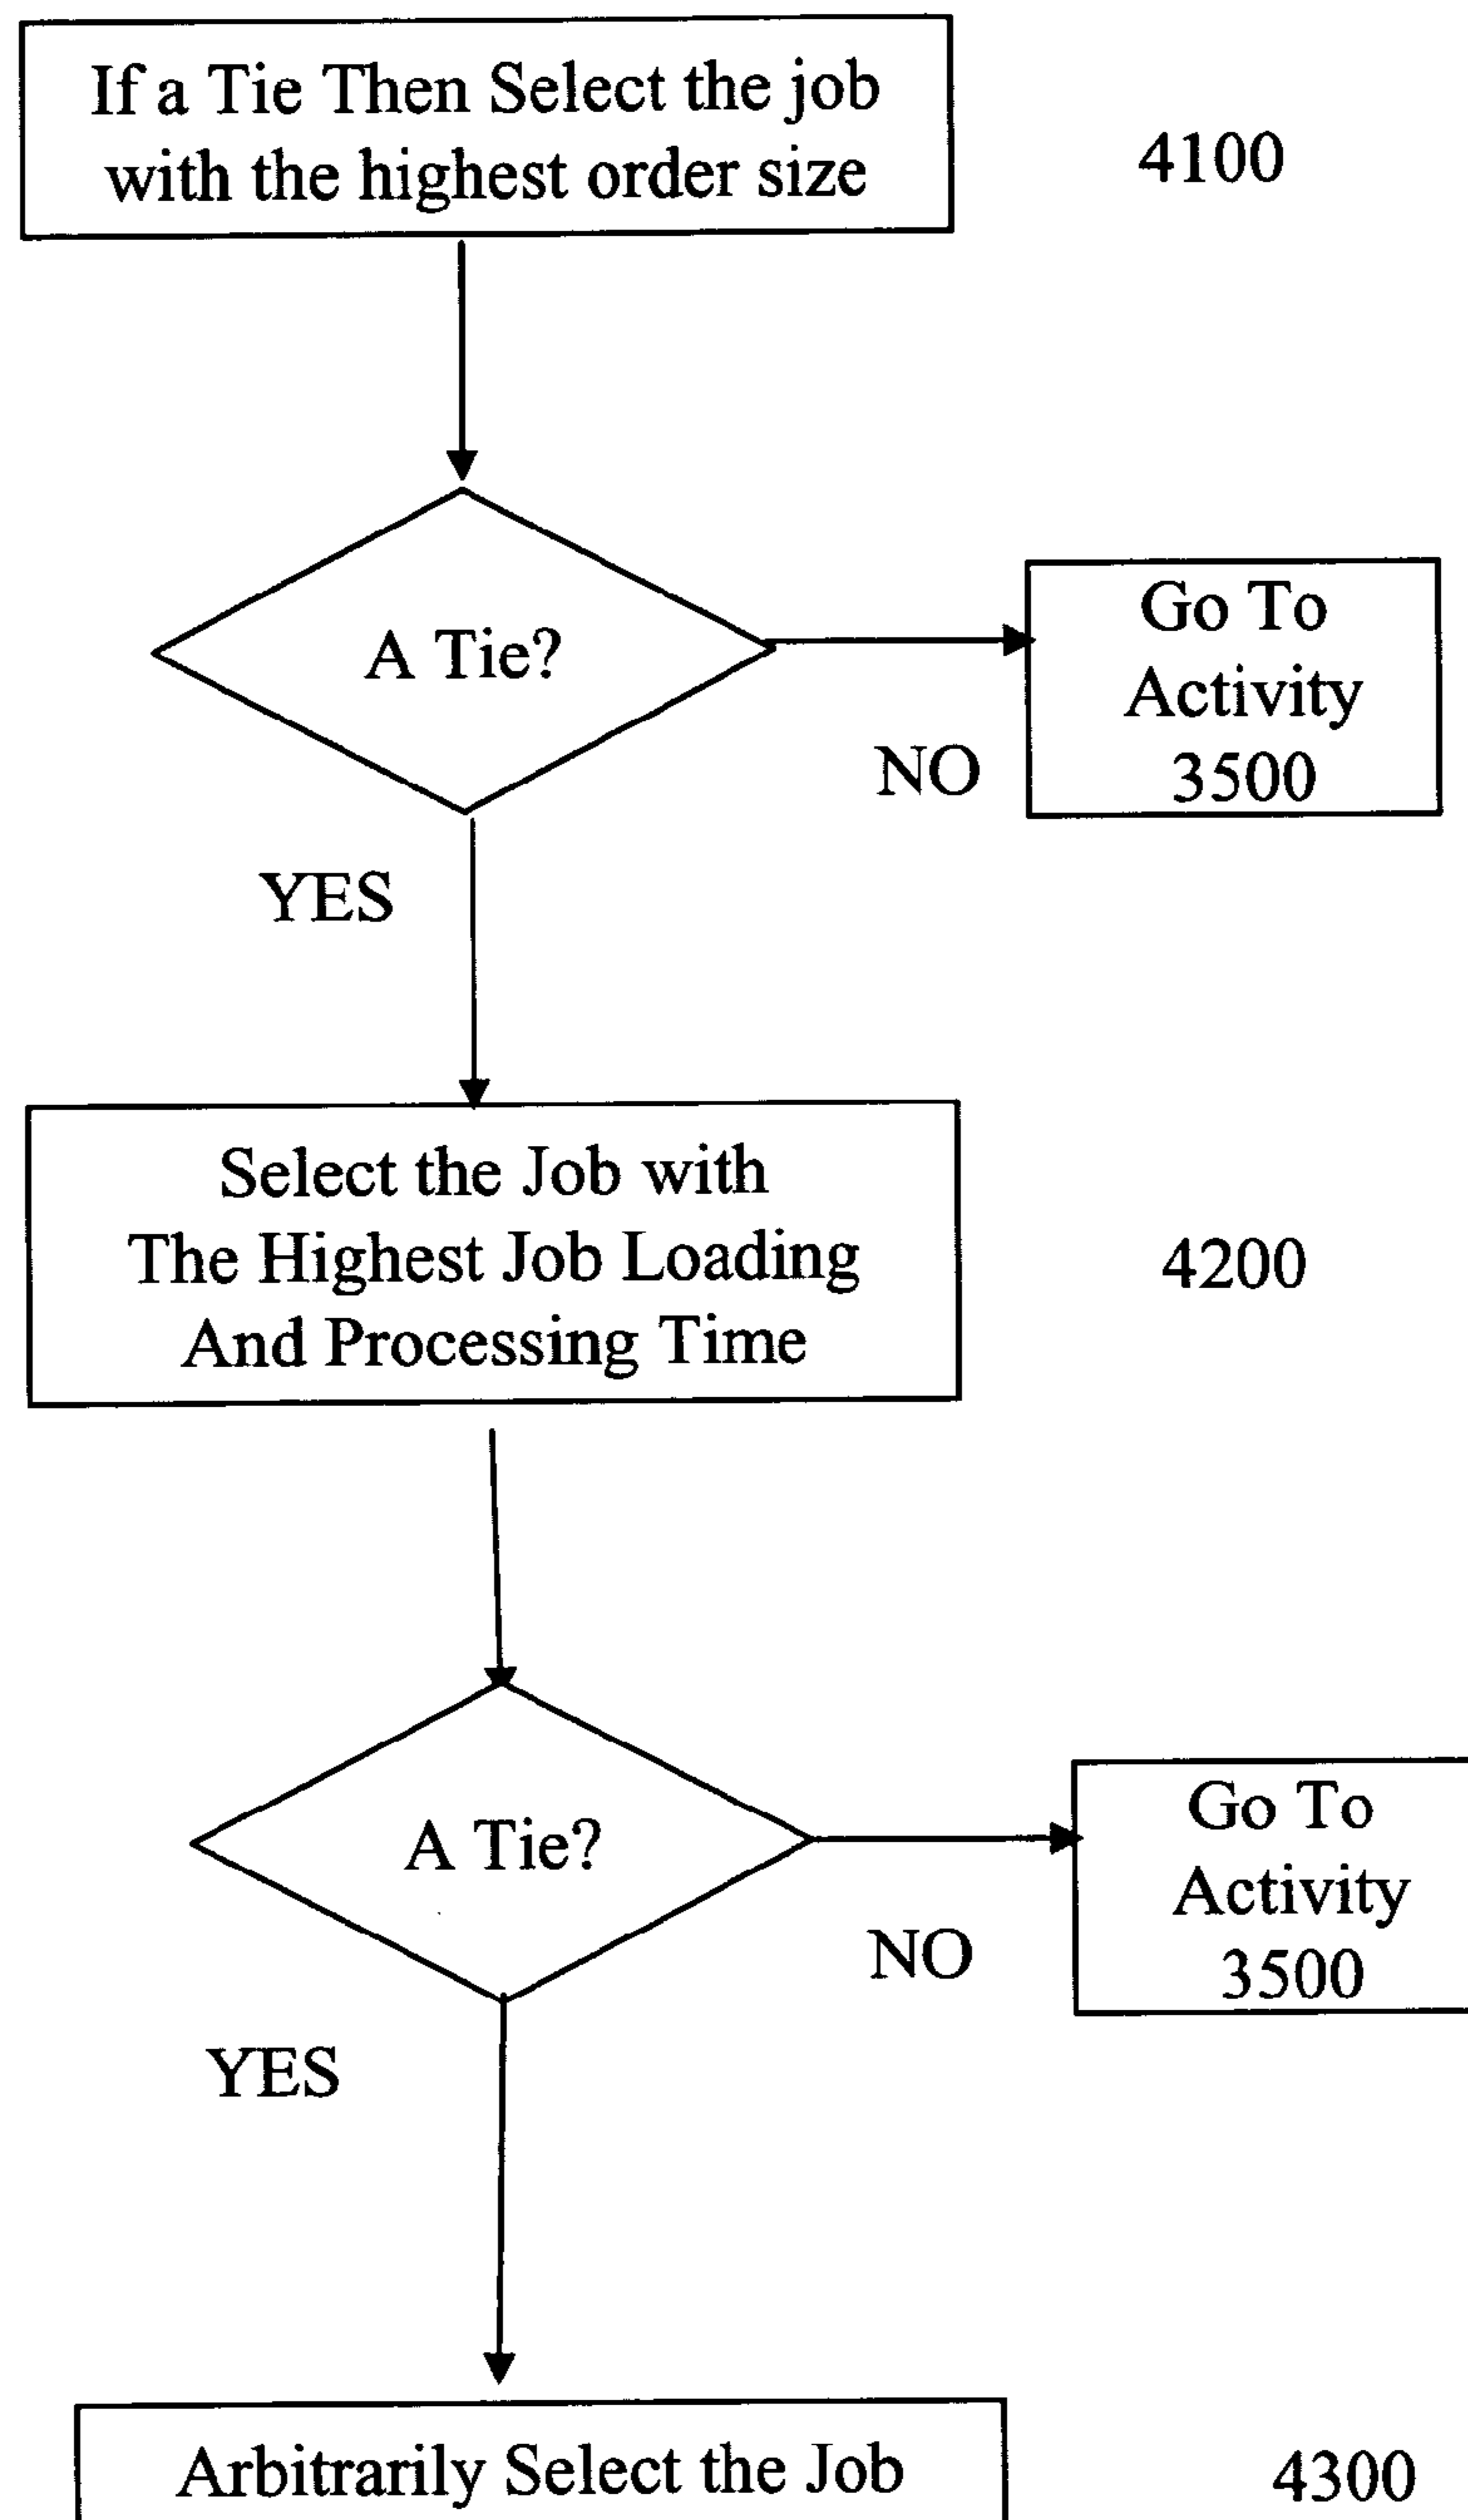 If a Tie Then Select the job
with the highest order size
4100
A Tie?
Go To
Activity
3500
NO
YES
Select the Job with
The Highest Job Loading
And Processing Time
4200
A Tie?
Go To
Activity
3500
NO
YES
Arbitrarily Select the Job
4300